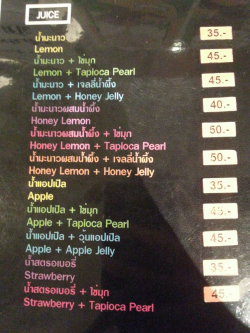 JUICE
น้ำมะนาว 35.-
Lemon
น้ำมะนาว + ไข่มุก 45.-
Lemon + Tapioca Pearl
น้ำมะนาว + เจลลี่น้ำผึ้ง 45.-
Lemon + Honey Jelly
น้ำมะนาวผสมน้ำผึ้ง 40.-
Honey Lemon
น้ำมะนาวผสมน้ำผึ้ง + ไข่มุก 50.-
Honey Lemon + Tapioca Pearl
น้ำมะนาวผสมน้ำผึ้ง + เจลลี่น้ำผึ้ง 50.-
Honey Lemon + Honey Jelly
น้ำแอปเปิล 35.-
Apple
น้ำแอปเปิล + ไข่มุก 45.-
Apple + Tapioca Pearl
น้ำแอปเปิล + วุ้นแอปเปิล 45.-
Apple + Apple Jelly
น้ำสตรอเบอรี่ 35.-
Strawberry
น้ำสตรอเบอรี่ + ไข่มุก 45.-
Strawberry + Tapioca Pearl